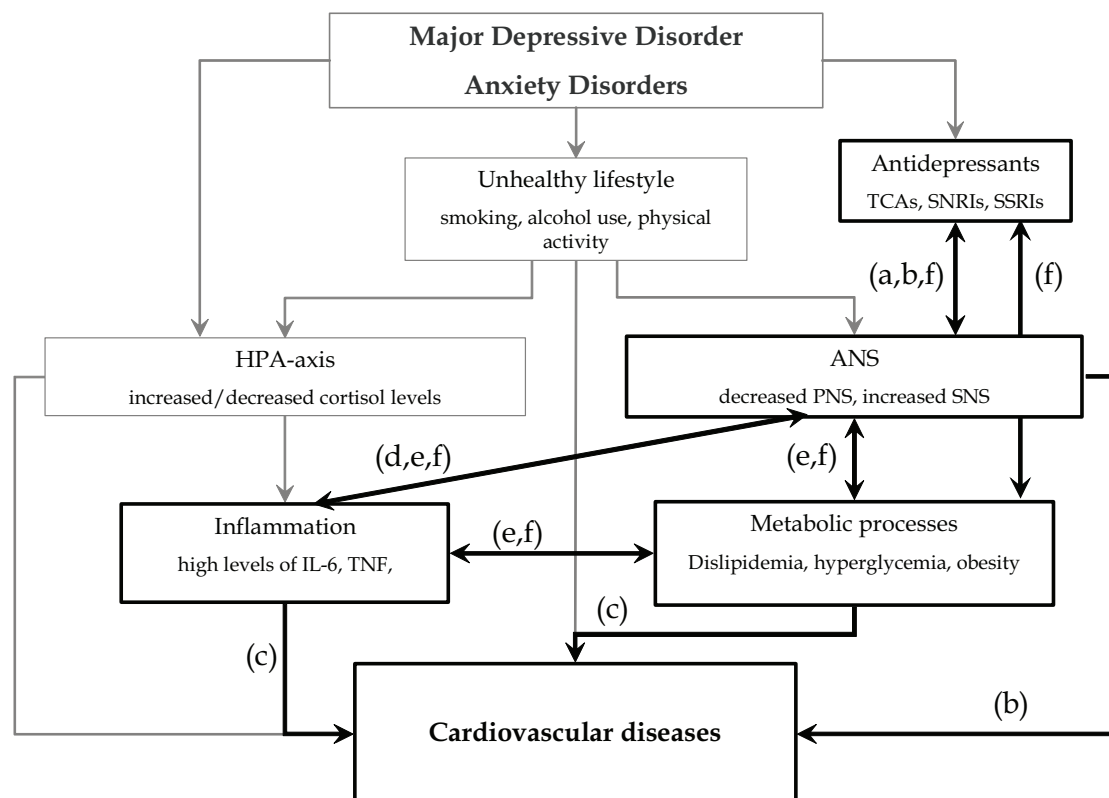 Major Depressive Disorder
Anxiety Disorders
Antidepressants
TCAs, SNRIs, SSRIs
Unhealthy lifestyle
smoking, alcohol use, physical
activity
(a,b,f)
(f)
HPA-axis
increased/decreased cortisol levels
ANS
decreased PNS, increased SNS
(d,e,f)
(e,f)
Inflammation
high levels of IL-6, TNF,
(e,f)
Metabolic processes
Dislipidemia, hyperglycemia, obesity
(c)
(c)
(b)
Cardiovascular diseases